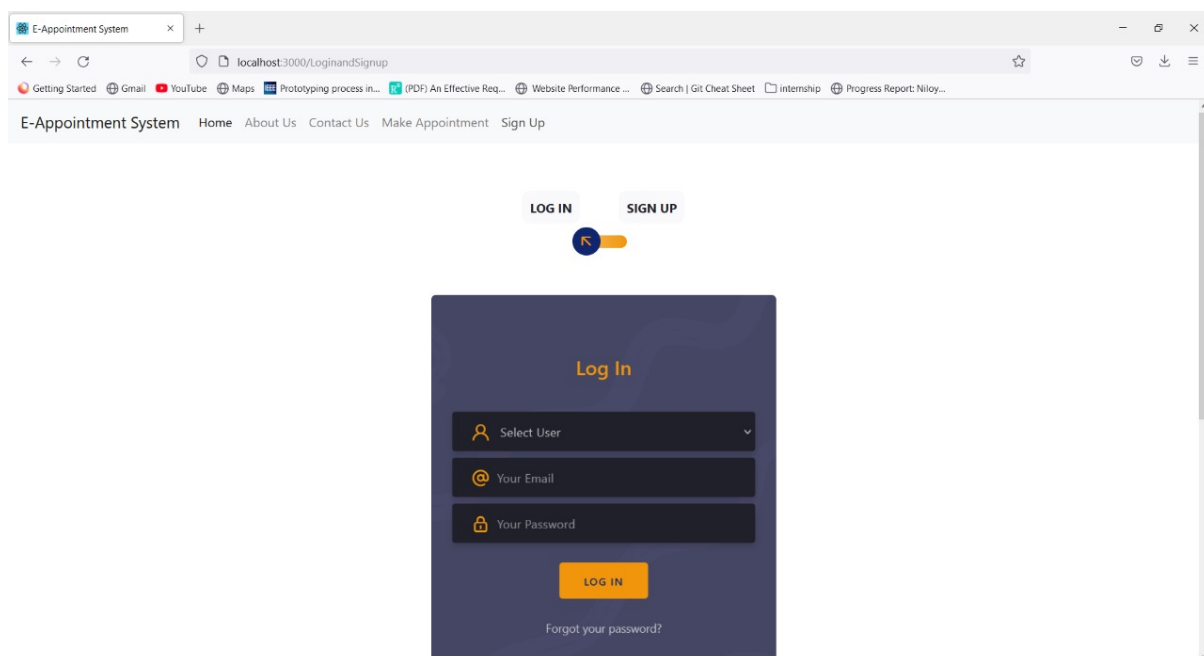 E-Appointment System
localhost:3000/LoginandSignup
Getting Started Gmail YouTube Maps IEEE Prototyping process in... (PDF) An Effective Req... Website Performance ... Search | Git Cheat Sheet internship Progress Report: Niloy...
E-Appointment System Home About Us Contact Us Make Appointment Sign Up
LOG IN SIGN UP
Log In
Select User
@ Your Email
Your Password
LOG IN
Forgot your password?